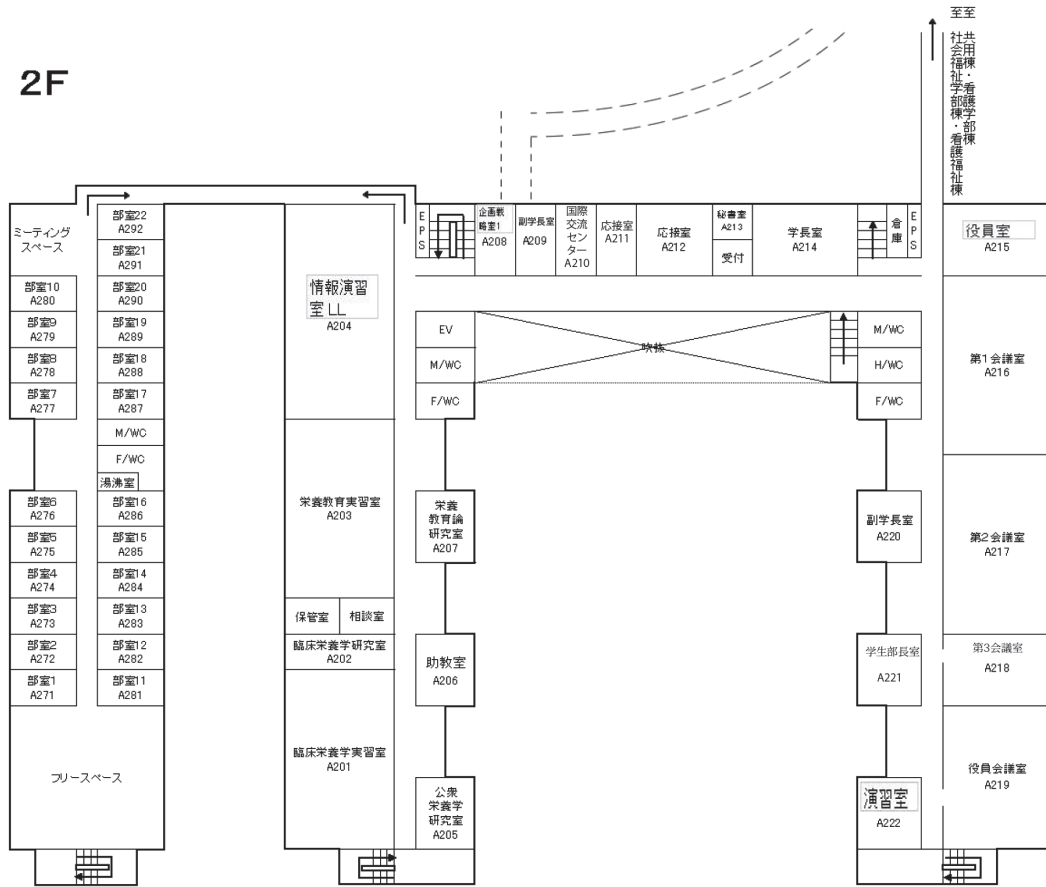 2F
至 社会福祉学部棟・看護福祉棟
至 共用棟・看護学部棟
ミーティング
スペース
部室10
A280
部室9
A279
部室8
A278
部室7
A277
部室6
A276
部室5
A275
部室4
A274
部室3
A273
部室2
A272
部室1
A271
フリースペース
部室22
A292
部室21
A291
部室20
A290
部室19
A289
部室18
A288
部室17
A287
M/WC
F/WC
湯沸室
部室16
A286
部室15
A285
部室14
A284
部室13
A283
部室12
A282
部室11
A281
情報演習
室LL
A204
栄養教育実習室
A203
保管室
相談室
臨床栄養学研究室
A202
臨床栄養学実習室
A201
EPS
企画戦
略室1
A208
副学長室
A209
国際
交流
セン
ター
A210
応接室
A211
応接室
A212
秘書室
A213
受付
学長室
A214
倉庫
EPS
EV
M/WC
F/WC
吹抜
M/WC
H/WC
F/WC
栄養
教育論
研究室
A207
助教室
A206
公衆
栄養学
研究室
A205
副学長室
A220
学生部長室
A221
演習室
A222
役員室
A215
第1会議室
A216
第2会議室
A217
第3会議室
A218
役員会議室
A219